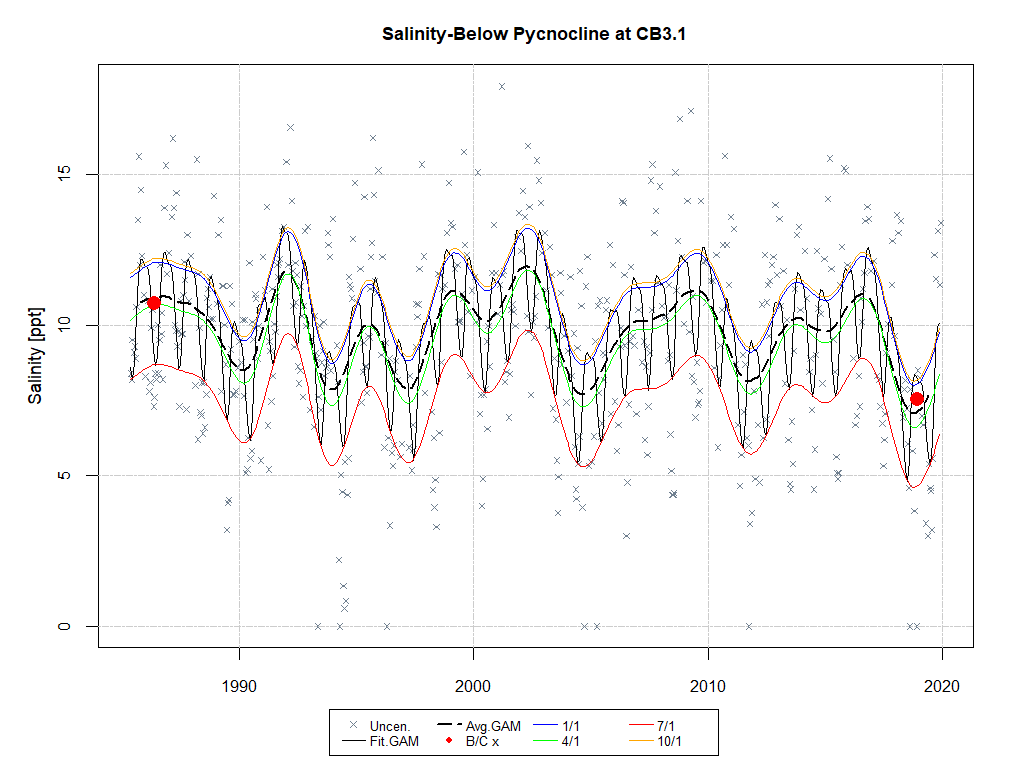 Salinity-Below Pycnocline at CB3.1
Salinity [ppt]
15
10
5
0
1990 2000 2010 2020
Uncen. Avg.GAM 1/1 7/1
Fit.GAM B/C x 4/1 10/1